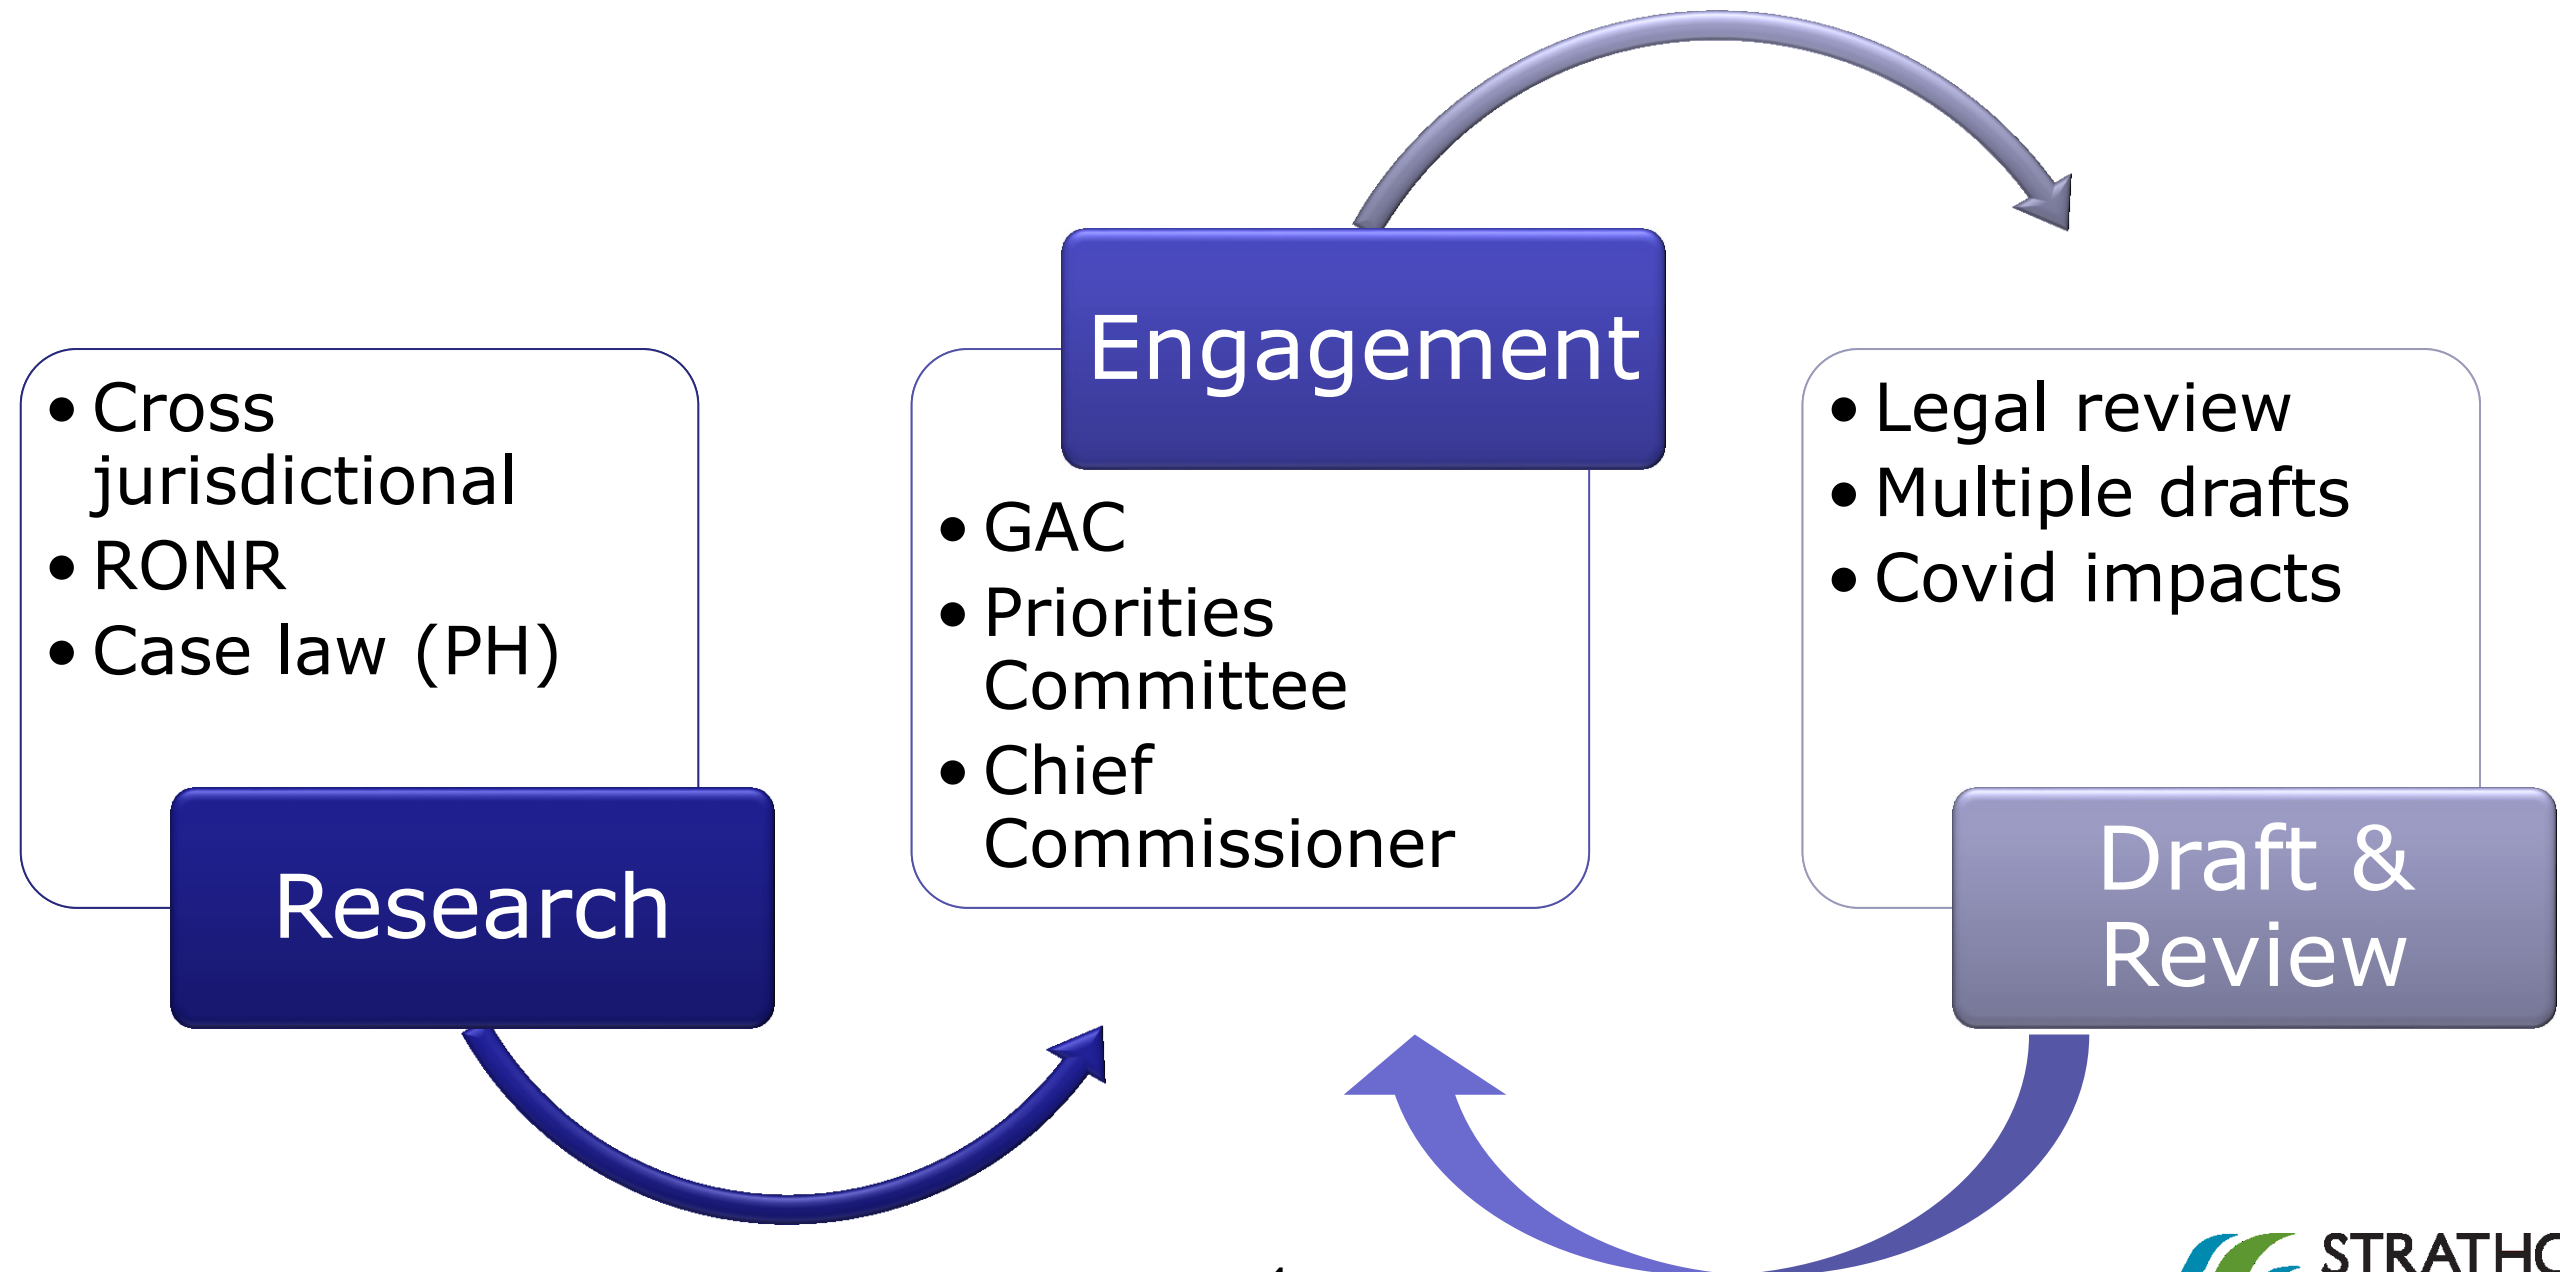 • Cross
jurisdictional
• RONR
• Case law (PH)
Research
Engagement
• GAC
• Priorities
Committee
• Chief
Commissioner
• Legal review
• Multiple drafts
• Covid impacts
Draft &
Review